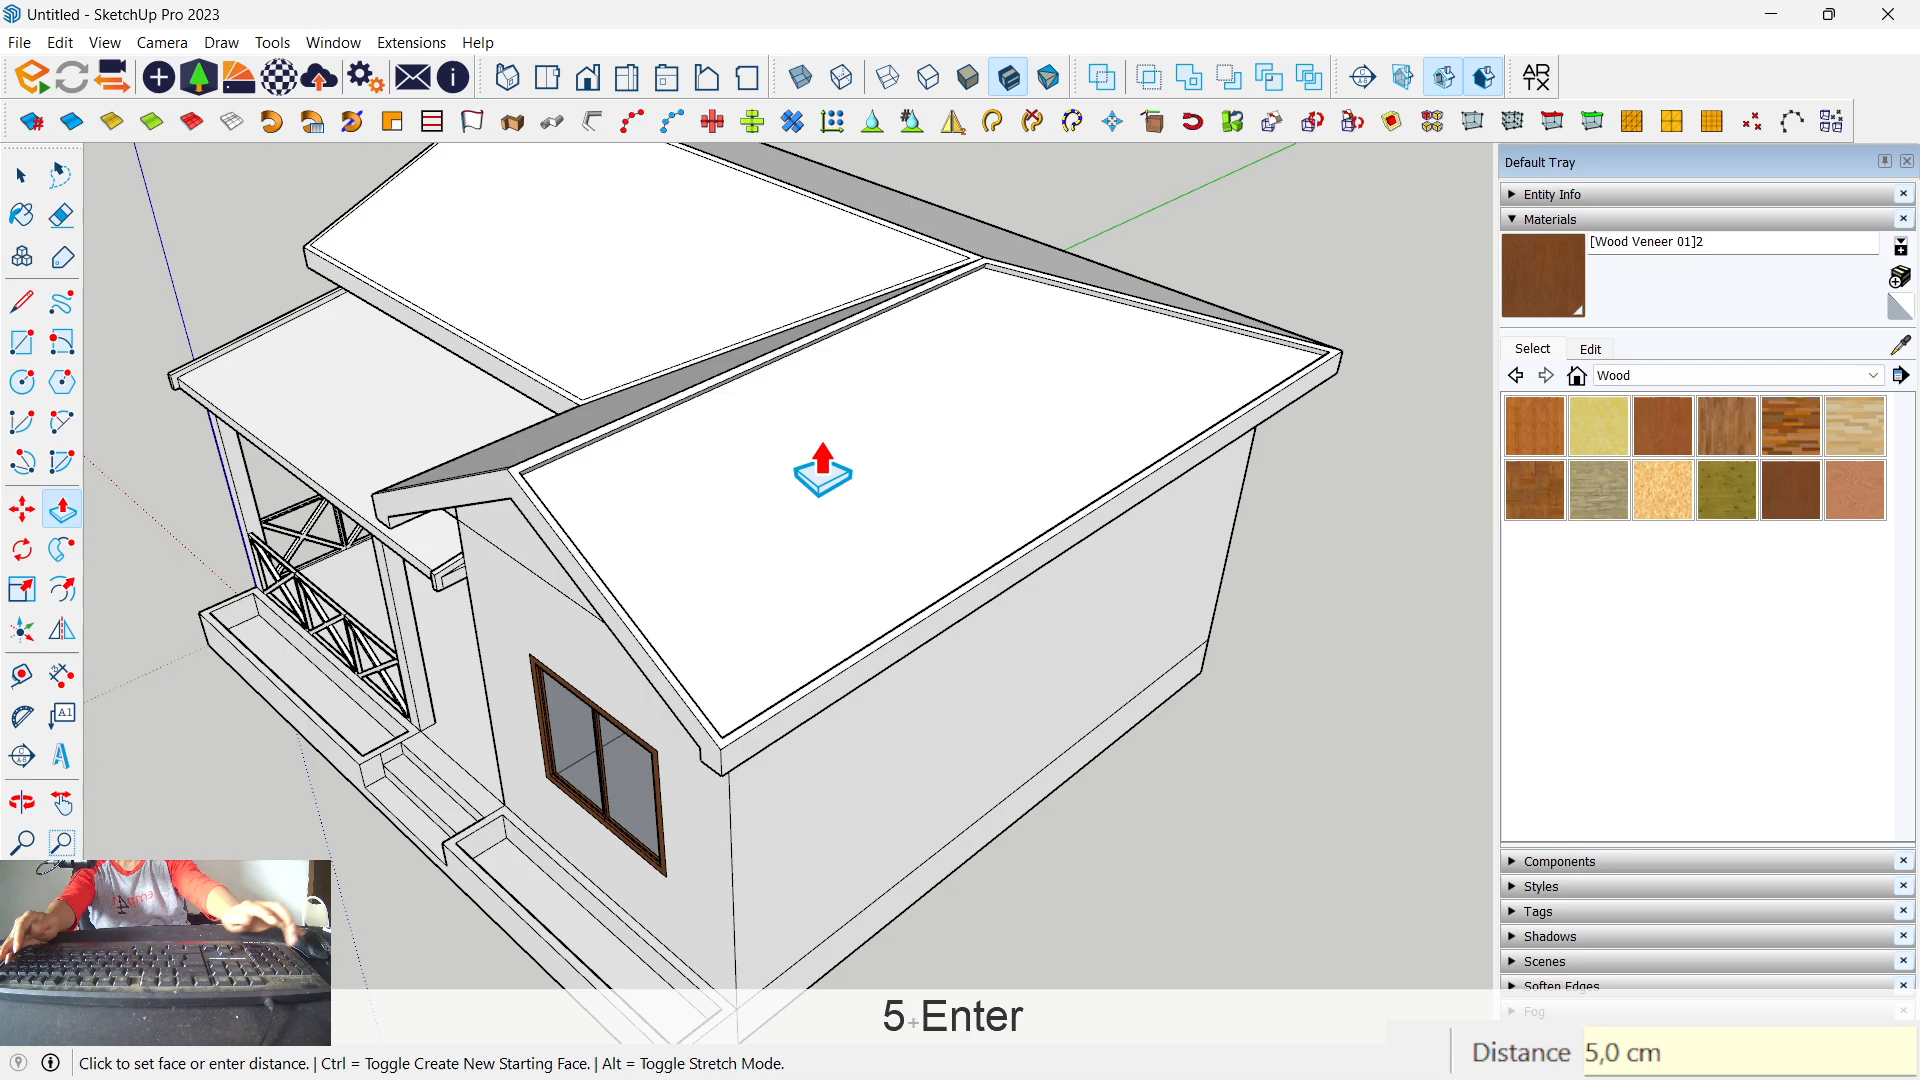 Untitled - SketchUp Pro 2023
File Edit View Camera Draw Tools Window Extensions Help
AR
TX
Default Tray
Entity Info
Materials
[Wood Veneer 01]2
Select Edit
Wood
Components
Styles
Tags
Shadows
Scenes
Soften Edges
Fog
5+Enter
Distance 5,0 cm
Click to set face or enter distance. | Ctrl = Toggle Create New Starting Face. | Alt = Toggle Stretch Mode.